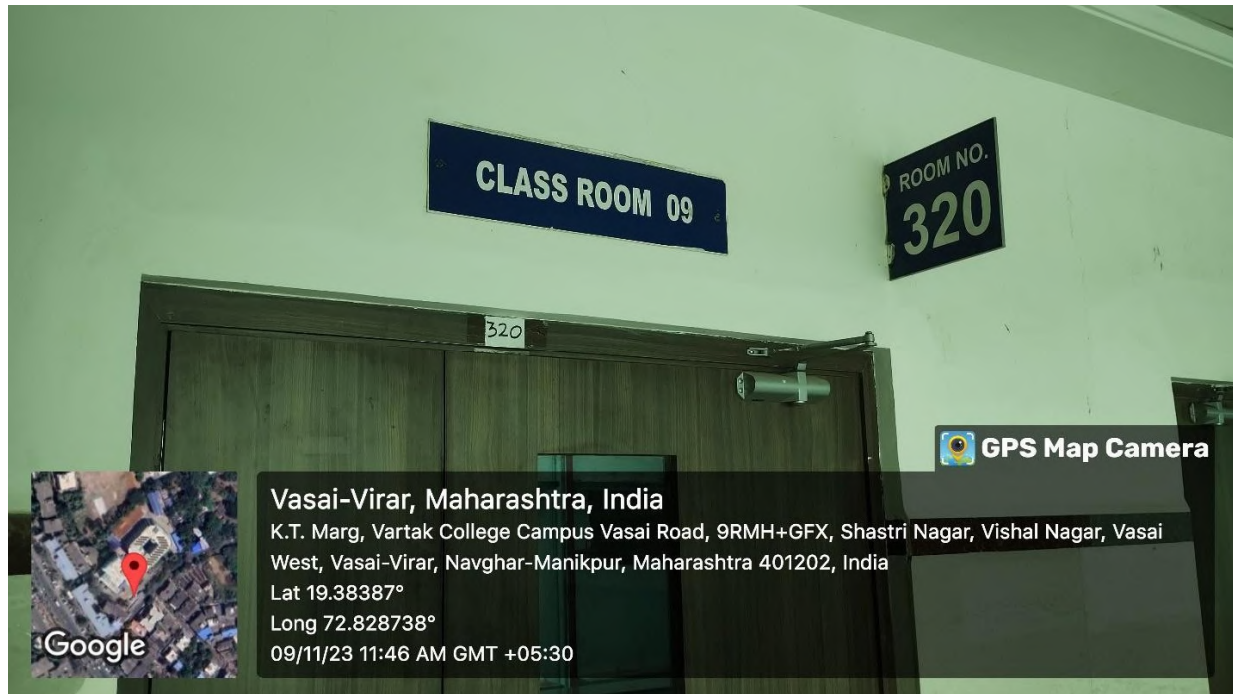 CLASS ROOM 09
ROOM NO.
320
320
GPS Map Camera
Vasai-Virar, Maharashtra, India
K.T. Marg, Vartak College Campus Vasai Road, 9RMH+GFX, Shastri Nagar, Vishal Nagar, Vasai
West, Vasai-Virar, Navghar-Manikpur, Maharashtra 401202, India
Lat 19.38387°
Long 72.828738°
09/11/23 11:46 AM GMT +05:30
Google